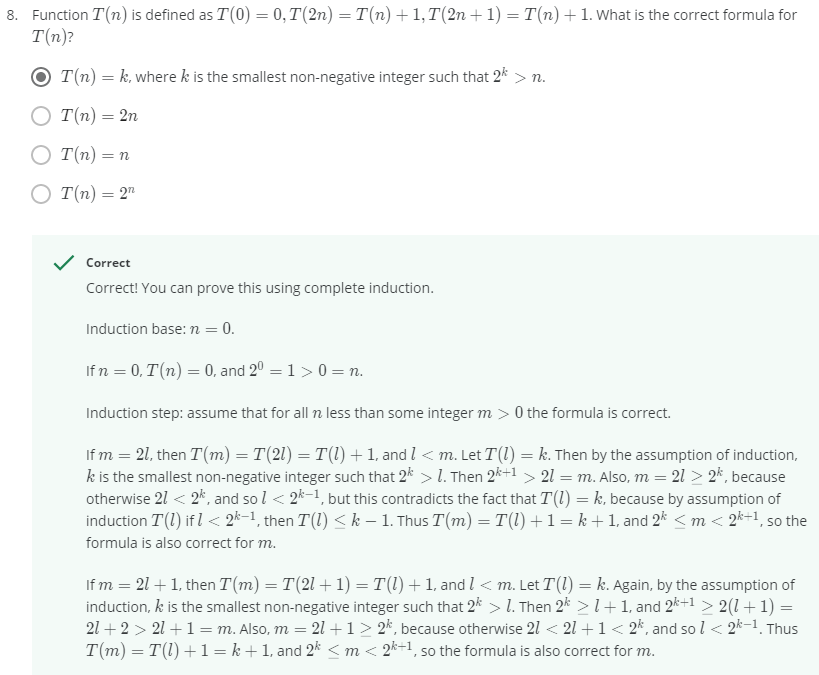 8. Function T(n) is defined as T(0) = 0, T(2n) = T(n) + 1, T(2n + 1) = T(n) + 1. What is the correct formula for
T(n)?
T(n) = k, where k is the smallest non-negative integer such that 2^k > n.
T(n) = 2n
T(n) = n
T(n) = 2^n
Correct
Correct! You can prove this using complete induction.
Induction base: n = 0.
If n = 0, T(n) = 0, and 2^0 = 1 > 0 = n.
Induction step: assume that for all n less than some integer m > 0 the formula is correct.
If m = 2l, then T(m) = T(2l) = T(l) + 1, and l < m. Let T(l) = k. Then by the assumption of induction,
k is the smallest non-negative integer such that 2^k > l. Then 2^{k+1} > 2l = m. Also, m = 2l ≥ 2^k, because
otherwise 2l < 2^k, and so l < 2^{k−1}, but this contradicts the fact that T(l) = k, because by assumption of
induction T(l) if l < 2^{k−1}, then T(l) ≤ k − 1. Thus T(m) = T(l) + 1 = k + 1, and 2^k ≤ m < 2^{k+1}, so the
formula is also correct for m.
If m = 2l + 1, then T(m) = T(2l + 1) = T(l) + 1, and l < m. Let T(l) = k. Again, by the assumption of
induction, k is the smallest non-negative integer such that 2^k > l. Then 2^k ≥ l + 1, and 2^{k+1} ≥ 2(l + 1) =
2l + 2 > 2l + 1 = m. Also, m = 2l + 1 ≥ 2^k, because otherwise 2l < 2l + 1 < 2^k, and so l < 2^{k−1}. Thus
T(m) = T(l) + 1 = k + 1, and 2^k ≤ m < 2^{k+1}, so the formula is also correct for m.